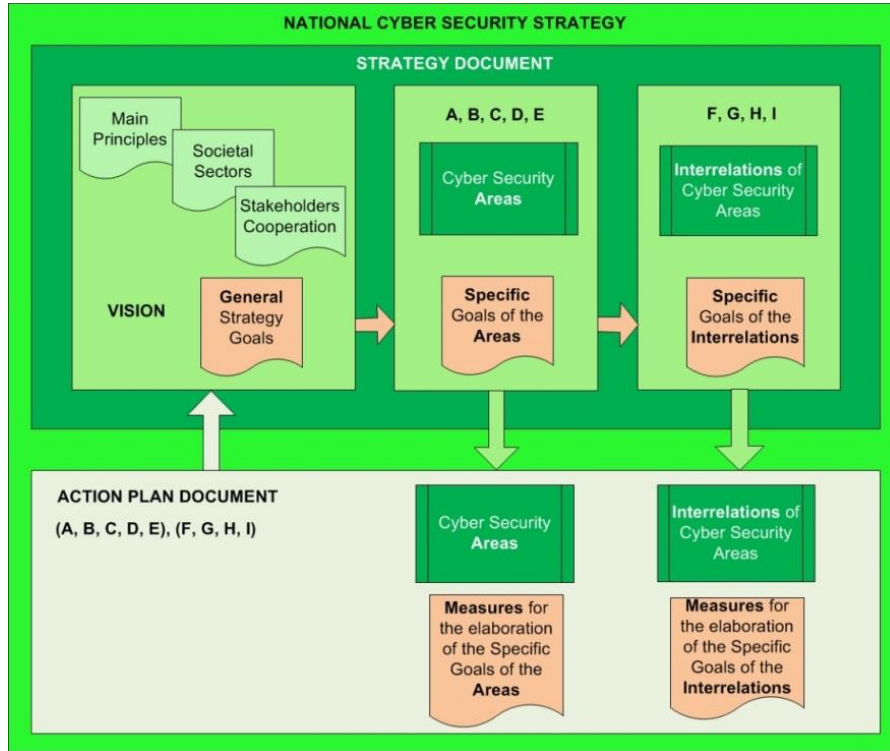 NATIONAL CYBER SECURITY STRATEGY
STRATEGY DOCUMENT
Main
Principles
Societal
Sectors
Stakeholders
Cooperation
VISION
General
Strategy
Goals
A, B, C, D, E
Cyber Security
Areas
Specific
Goals of the
Areas
F, G, H, I
Interrelations of
Cyber Security
Areas
Specific
Goals of the
Interrelations
ACTION PLAN DOCUMENT
(A, B, C, D, E), (F, G, H, I)
Cyber Security
Areas
Measures for
the elaboration
of the Specific
Goals of the
Areas
Interrelations of
Cyber Security
Areas
Measures for
the elaboration
of the Specific
Goals of the
Interrelations